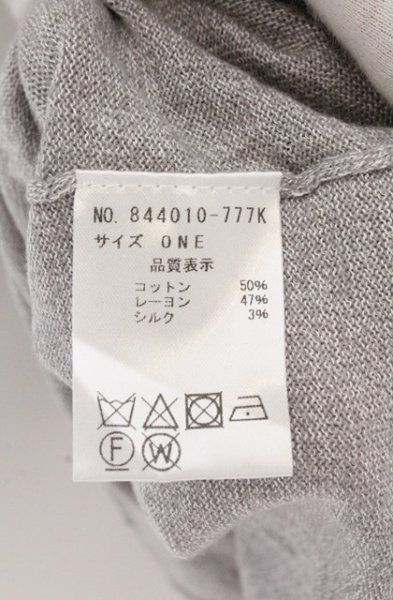 NO. 844010-777K
サイズ ONE
品質表示
コットン 50%
レーヨン 47%
シルク 3%
F W